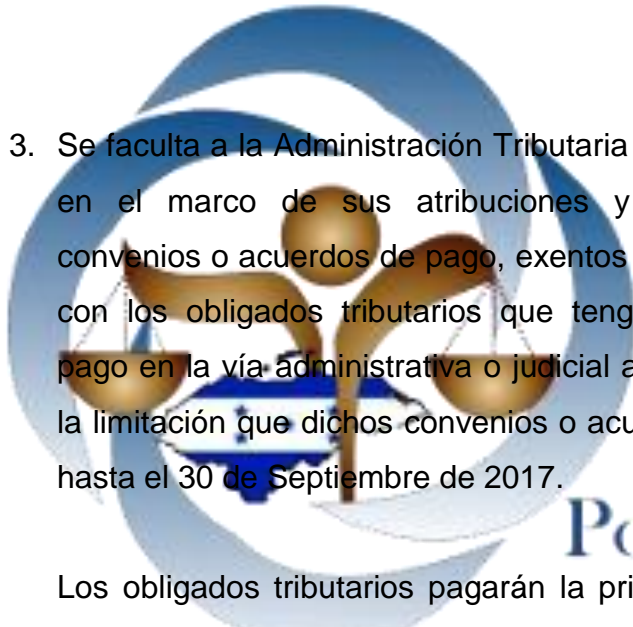 3. Se faculta a la Administración Tributaria
en el marco de sus atribuciones y
convenios o acuerdos de pago, exentos
con los obligados tributarios que teng
pago en la vía administrativa o judicial a
la limitación que dichos convenios o acu
hasta el 30 de Septiembre de 2017.
Po
Los obligados tributarios pagarán la pri